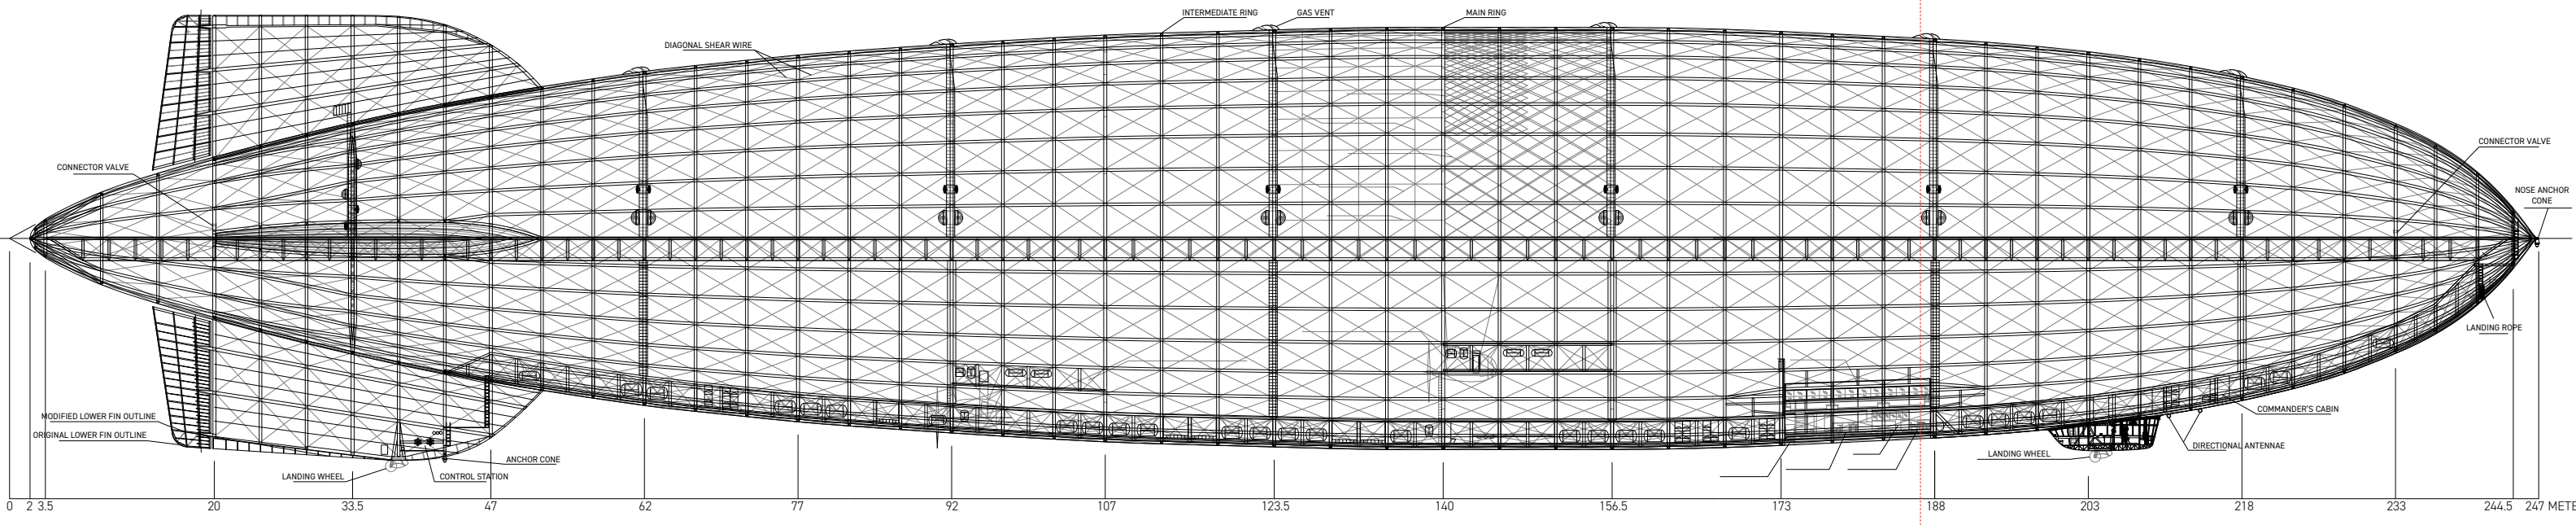 INTERMEDIATE RING
GAS VENT
MAIN RING
DIAGONAL SHEAR WIRE
CONNECTOR VALVE
CONNECTOR VALVE
NOSE ANCHOR
CONE
LANDING ROPE
MODIFIED LOWER FIN OUTLINE
ORIGINAL LOWER FIN OUTLINE
COMMANDER'S CABIN
DIRECTIONAL ANTENNAE
ANCHOR CONE
LANDING WHEEL
CONTROL STATION
LANDING WHEEL
0 2 3.5 20 33.5 47 62 77 92 107 123.5 140 156.5 173 188 203 218 233 244.5 247 METE